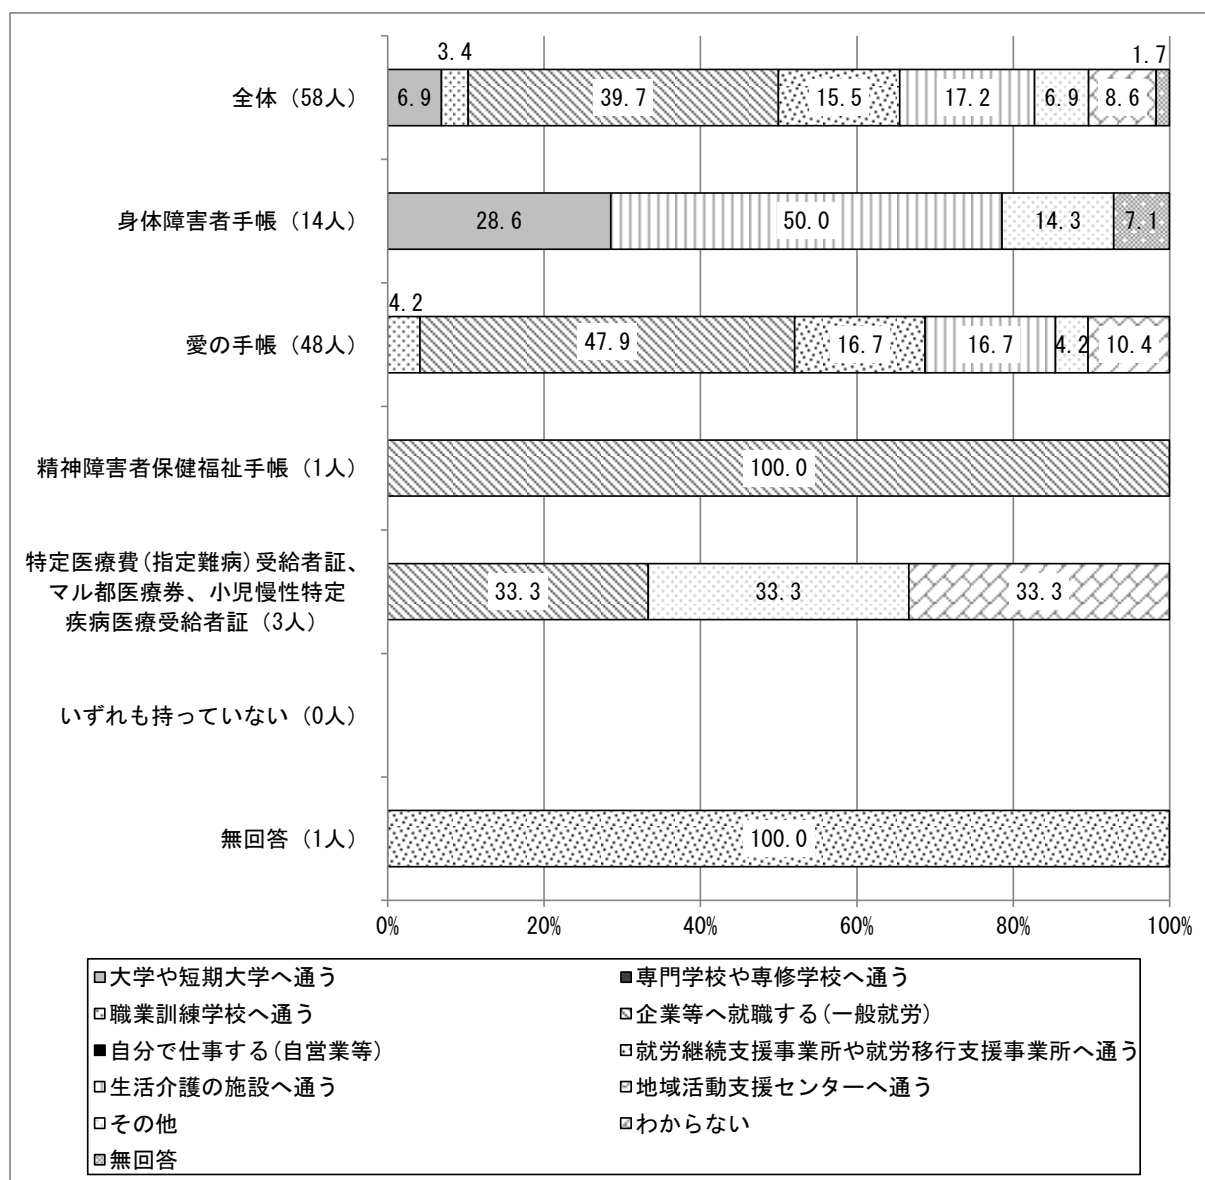 3.4
1.7
全体（58人）
6.9
39.7
15.5
17.2
6.9
8.6
身体障害者手帳（14人）
28.6
50.0
14.3
7.1
4.2
愛の手帳（48人）
47.9
16.7
16.7
4.2
10.4
精神障害者保健福祉手帳（1人）
100.0
特定医療費(指定難病)受給者証、
マル都医療券、小児慢性特定
疾病医療受給者証（3人）
33.3
33.3
33.3
いずれも持っていない（0人）
無回答（1人）
100.0
0%
20%
40%
60%
80%
100%
大学や短期大学へ通う
専門学校や専修学校へ通う
職業訓練学校へ通う
企業等へ就職する(一般就労)
自分で仕事する(自営業等)
就労継続支援事業所や就労移行支援事業所へ通う
生活介護の施設へ通う
地域活動支援センターへ通う
その他
わからない
無回答